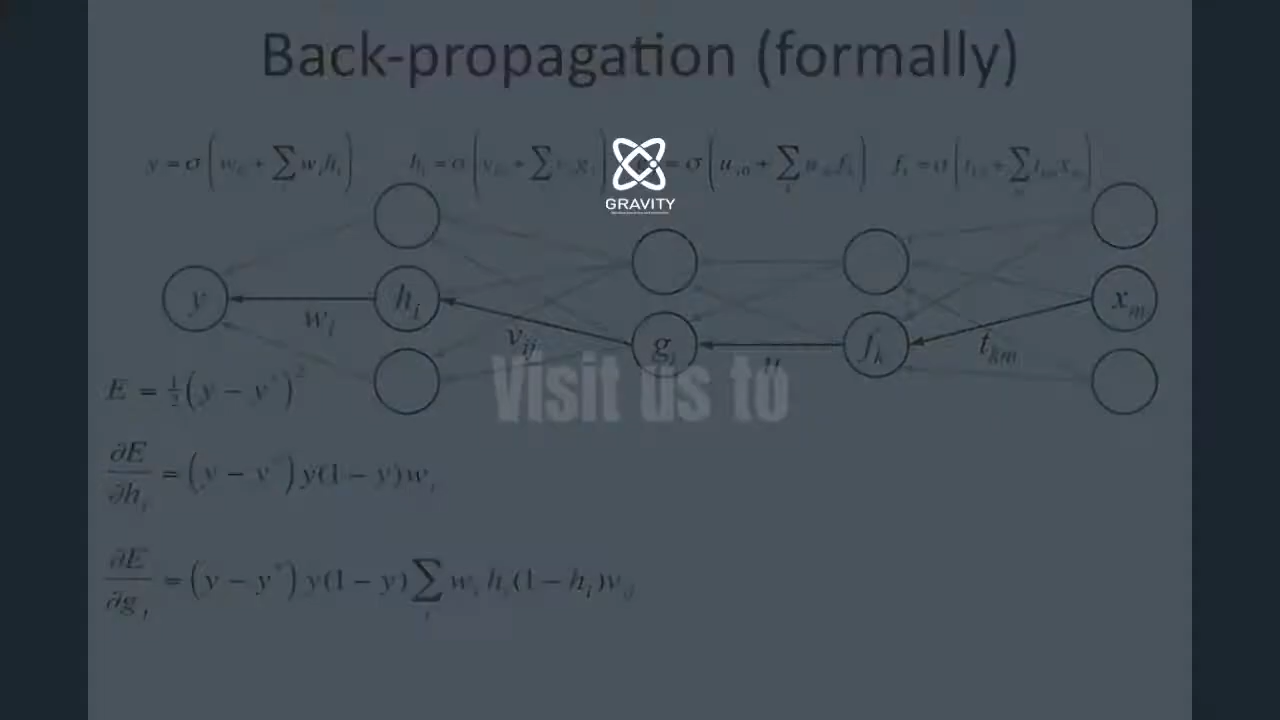 Back-propagation (formally)
y = σ ( w₀ + ∑ wᵢhᵢ )
= σ ( uⱼ₀ + ∑
GRAVITY
y
hᵢ
fₖ
xₘ
wᵢ
vᵢⱼ
tₖₘ
Visit us to
E = ½(y − y*)²
∂E/∂hᵢ = (y − y*) y(1 − y)wᵢ
∂E/∂gⱼ = (y − y*) y(1 − y) ∑ wᵢ hᵢ(1 − hᵢ)vᵢⱼ